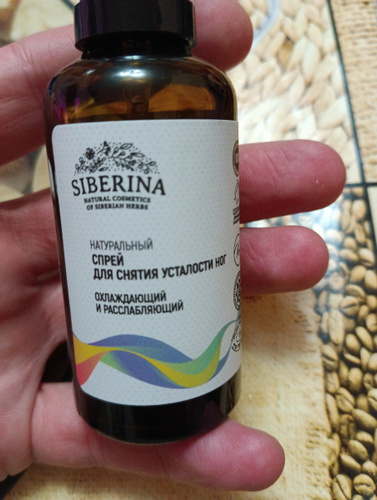 SIBERINA
NATURAL COSMETICS
OF SIBERIAN HERBS
НАТУРАЛЬНЫЙ
СПРЕЙ
ДЛЯ СНЯТИЯ УСТАЛОСТИ НОГ
ОХЛАЖДАЮЩИЙ
И РАССЛАБЛЯЮЩИЙ